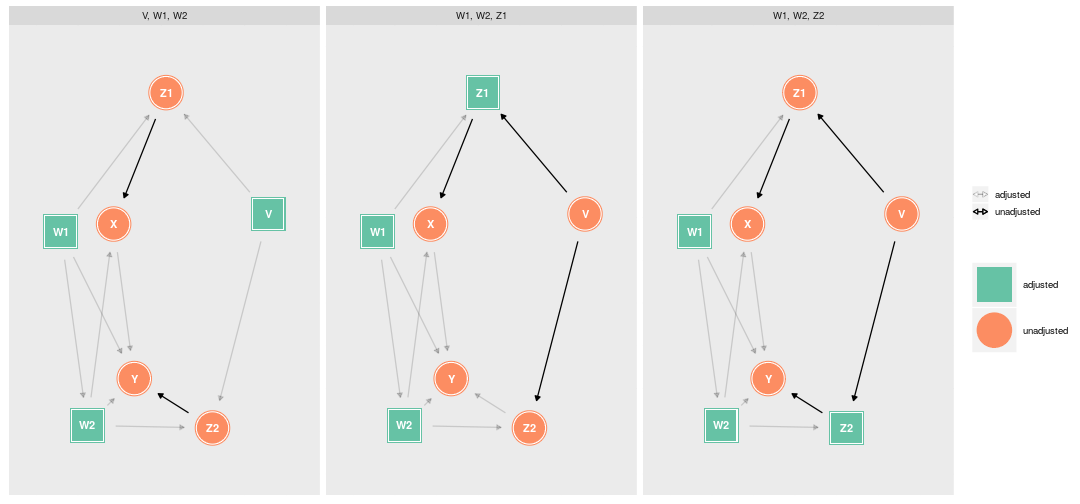 V, W1, W2
W1, W2, Z1
W1, W2, Z2
Z1
W1
X
V
Y
W2
Z2
Z1
W1
X
V
Y
W2
Z2
Z1
W1
X
V
Y
W2
Z2
adjusted
unadjusted
adjusted
unadjusted